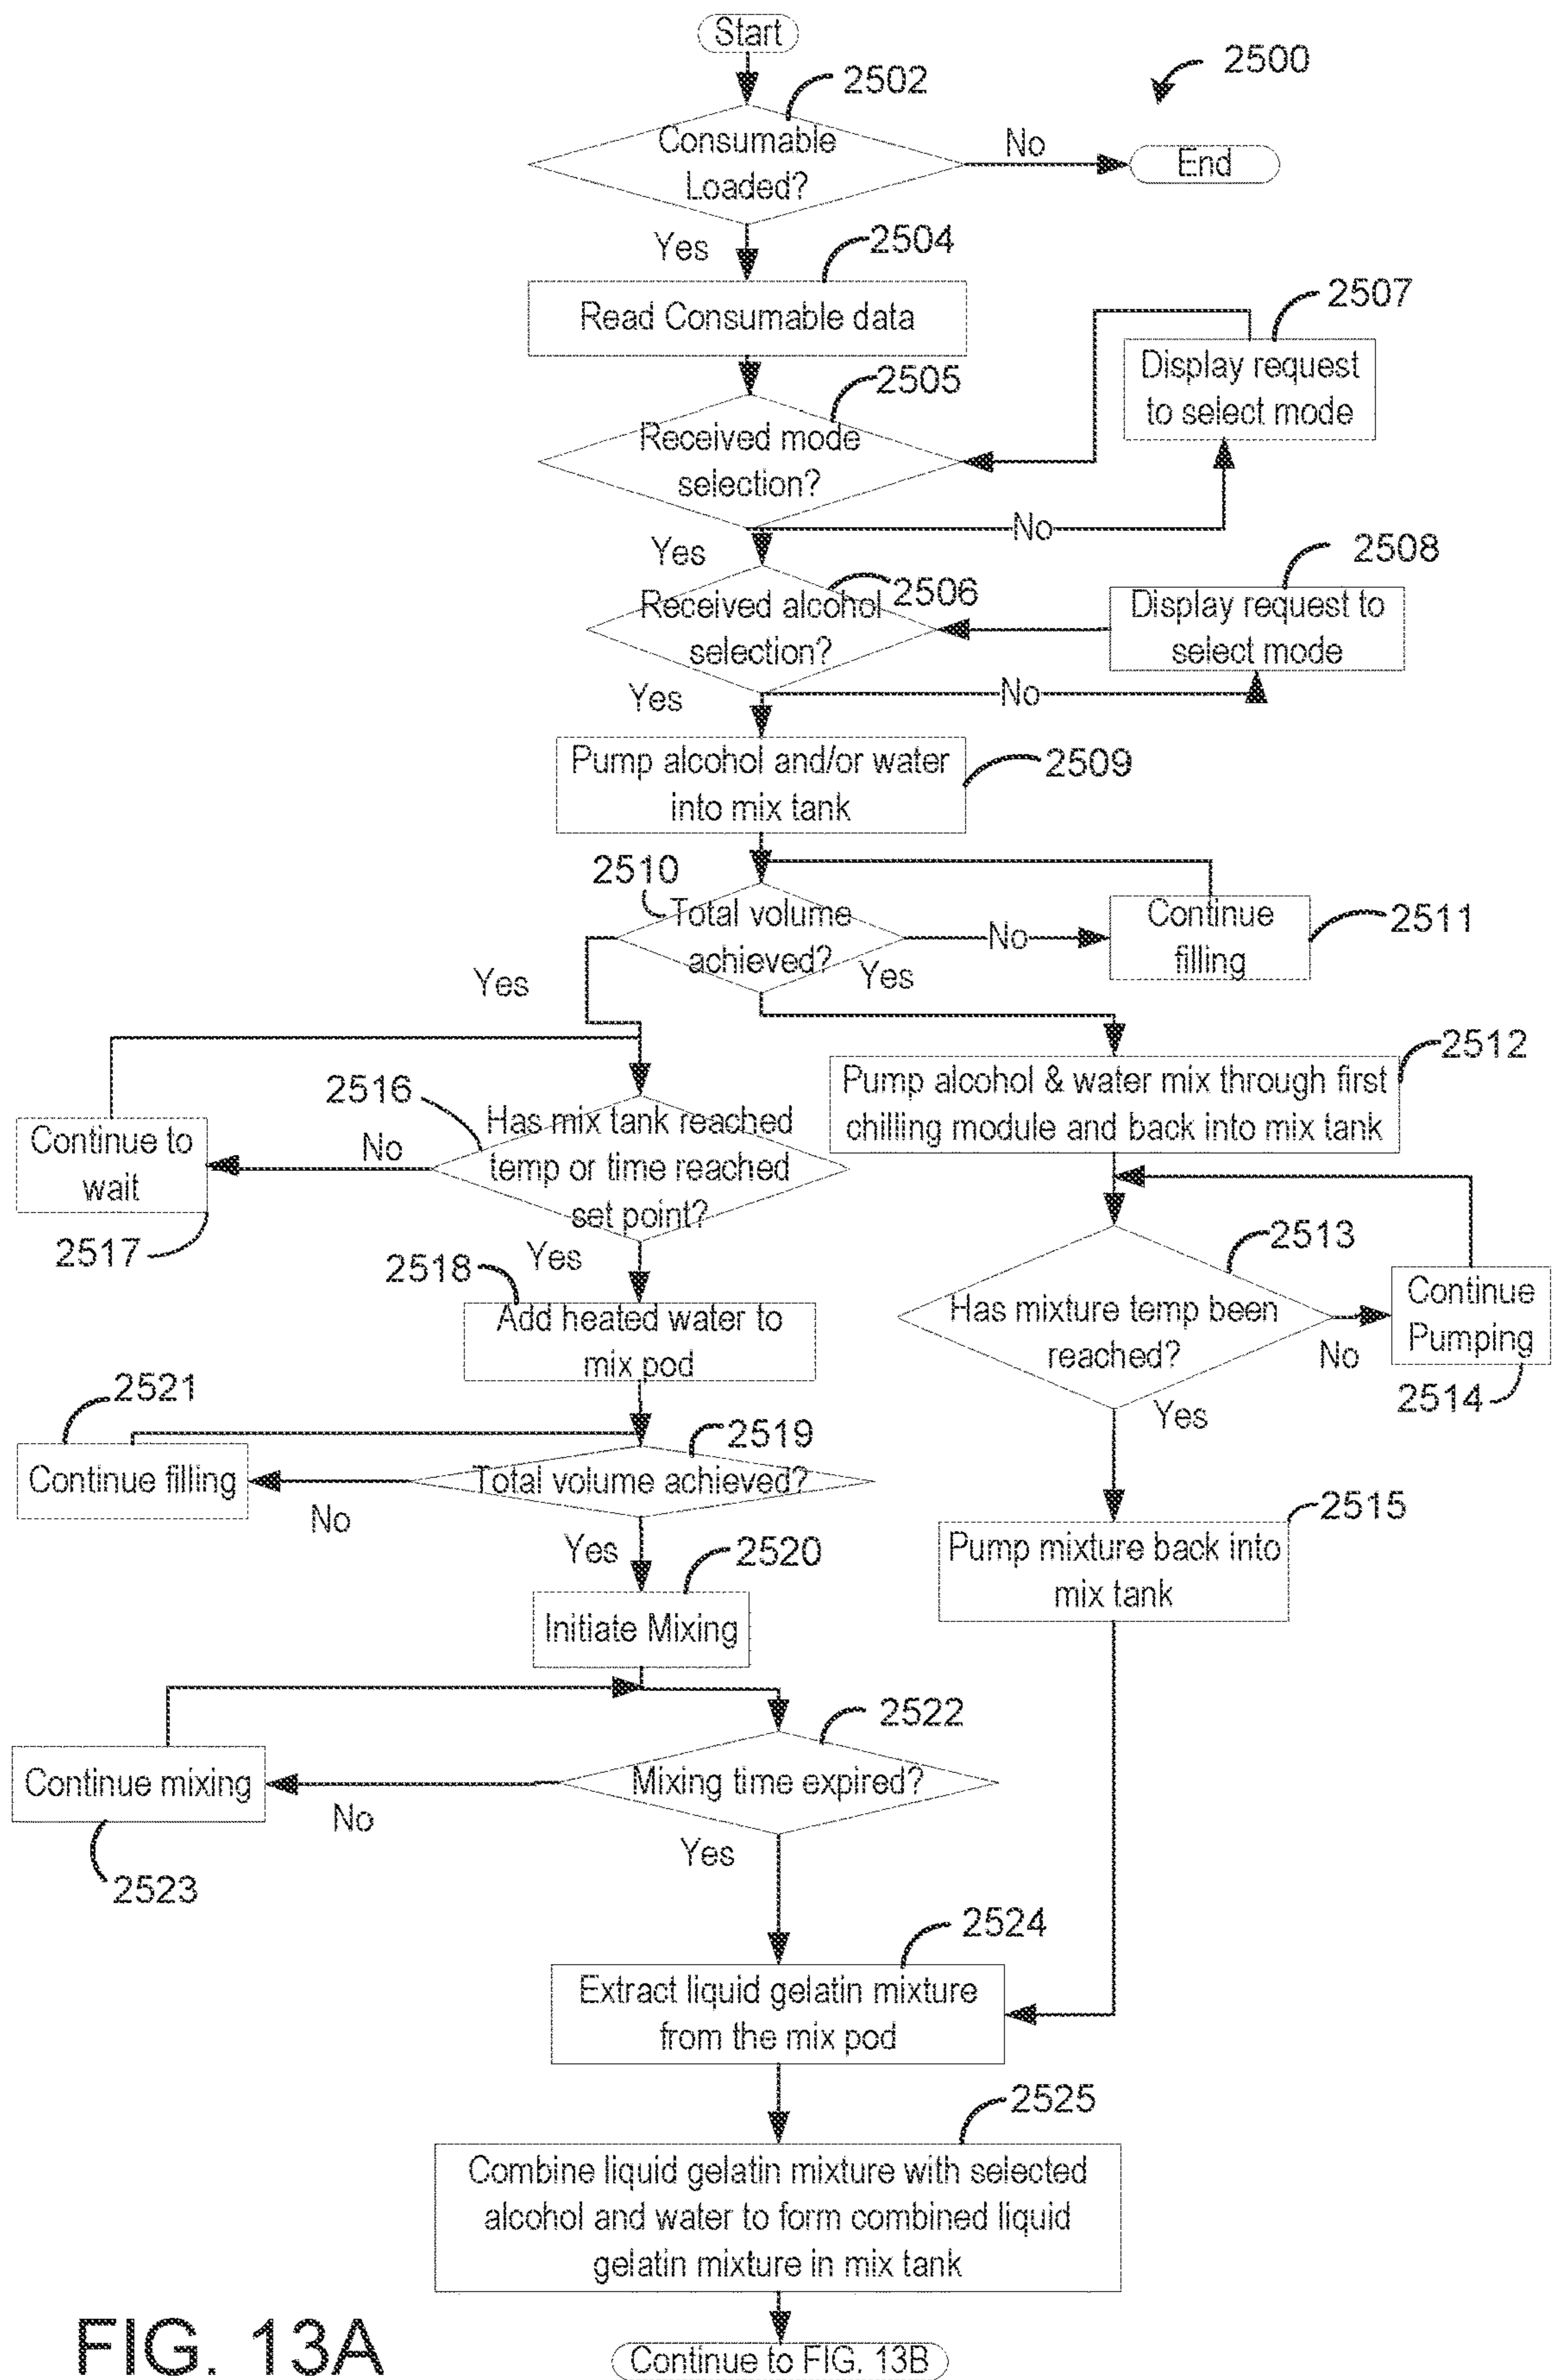 Start
2500
2502
Consumable
Loaded?
No
End
Yes
2504
Read Consumable data
2507
Display request
to select mode
2505
Received mode
selection?
No
Yes
2508
2506
Received alcohol
selection?
Display request to
select mode
Yes
No
Pump alcohol and/or water
into mix tank
2509
2510
Total volume
achieved?
No
Continue
filling
2511
Yes
Yes
2512
Pump alcohol & water mix through first
chilling module and back into mix tank
2516
Has mix tank reached
temp or time reached
set point?
No
Continue to
wait
2517
Yes
2513
Has mixture temp been
reached?
No
Continue
Pumping
2514
Yes
2518
Add heated water to
mix pod
2521
Continue filling
2519
Total volume achieved?
No
Yes
2515
Pump mixture back into
mix tank
2520
Initiate Mixing
2522
Mixing time expired?
Continue mixing
No
2523
Yes
2524
Extract liquid gelatin mixture
from the mix pod
2525
Combine liquid gelatin mixture with selected
alcohol and water to form combined liquid
gelatin mixture in mix tank
FIG. 13A
Continue to FIG. 13B